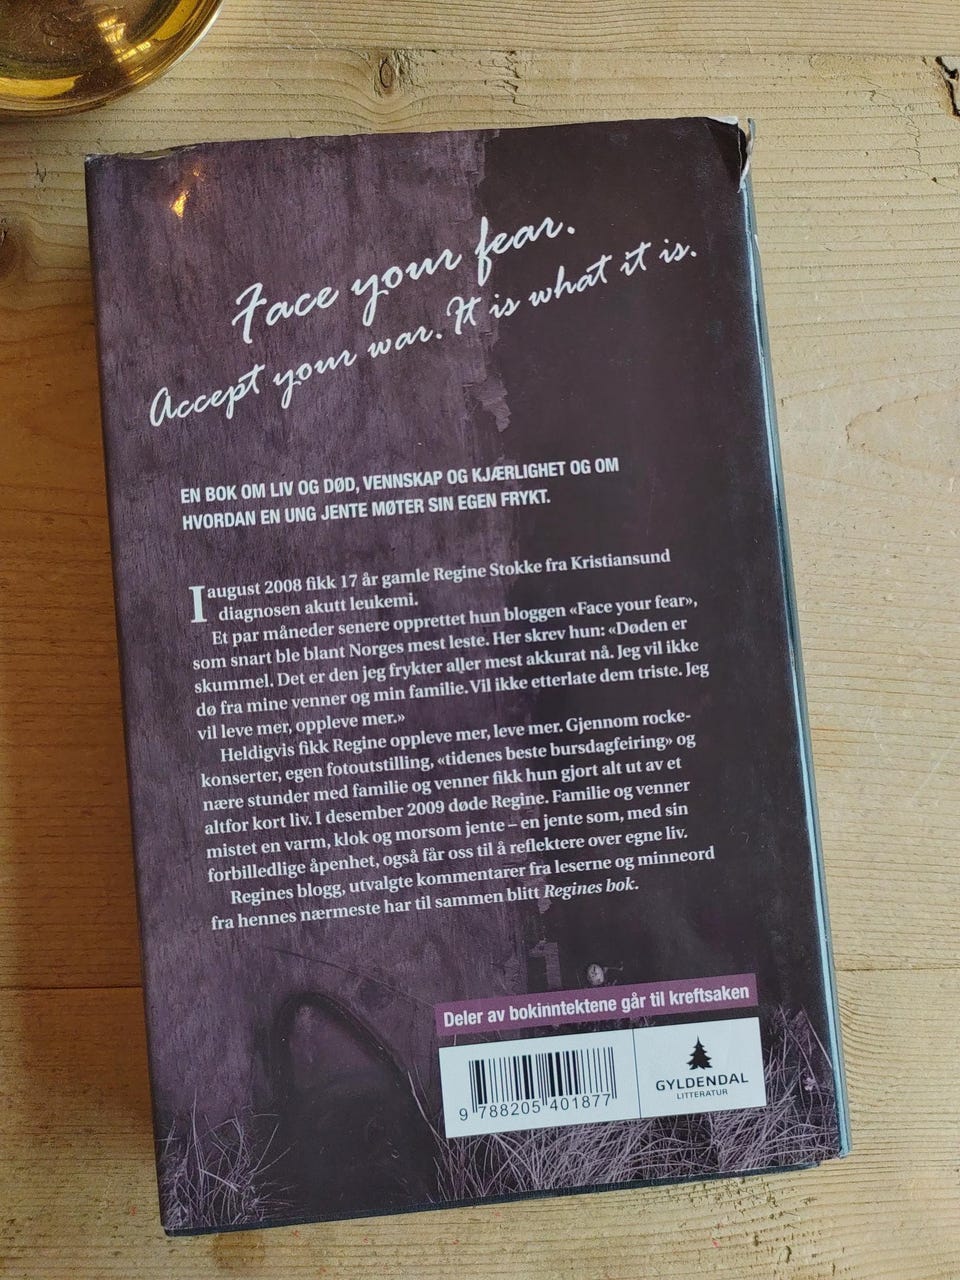 Face your fear.
Accept your war. It is what it is.
EN BOK OM LIV OG DØD, VENNSKAP OG KJÆRLIGHET OG OM
HVORDAN EN UNG JENTE MØTER SIN EGEN FRYKT.
I august 2008 fikk 17 år gamle Regine Stokke fra Kristiansund
diagnosen akutt leukemi.
Et par måneder senere opprettet hun bloggen «Face your fear»,
som snart ble blant Norges mest leste. Her skrev hun: «Døden er
skummel. Det er den jeg frykter aller mest akkurat nå. Jeg vil ikke
dø fra mine venner og min familie. Vil ikke etterlate dem triste. Jeg
vil leve mer, oppleve mer.»
Heldigvis fikk Regine oppleve mer, leve mer. Gjennom rocke-
konserter, egen fotoutstilling, «tidenes beste bursdagfeiring» og
nære stunder med familie og venner fikk hun gjort alt ut av et
altfor kort liv. I desember 2009 døde Regine. Familie og venner
mistet en varm, klok og morsom jente – en jente som, med sin
forbilledlige åpenhet, også får oss til å reflektere over egne liv.
Regines blogg, utvalgte kommentarer fra leserne og minneord
fra hennes nærmeste har til sammen blitt Regines bok.
Deler av bokinntektene går til kreftsaken
9 788205 401877
GYLDENDAL
LITTERATUR